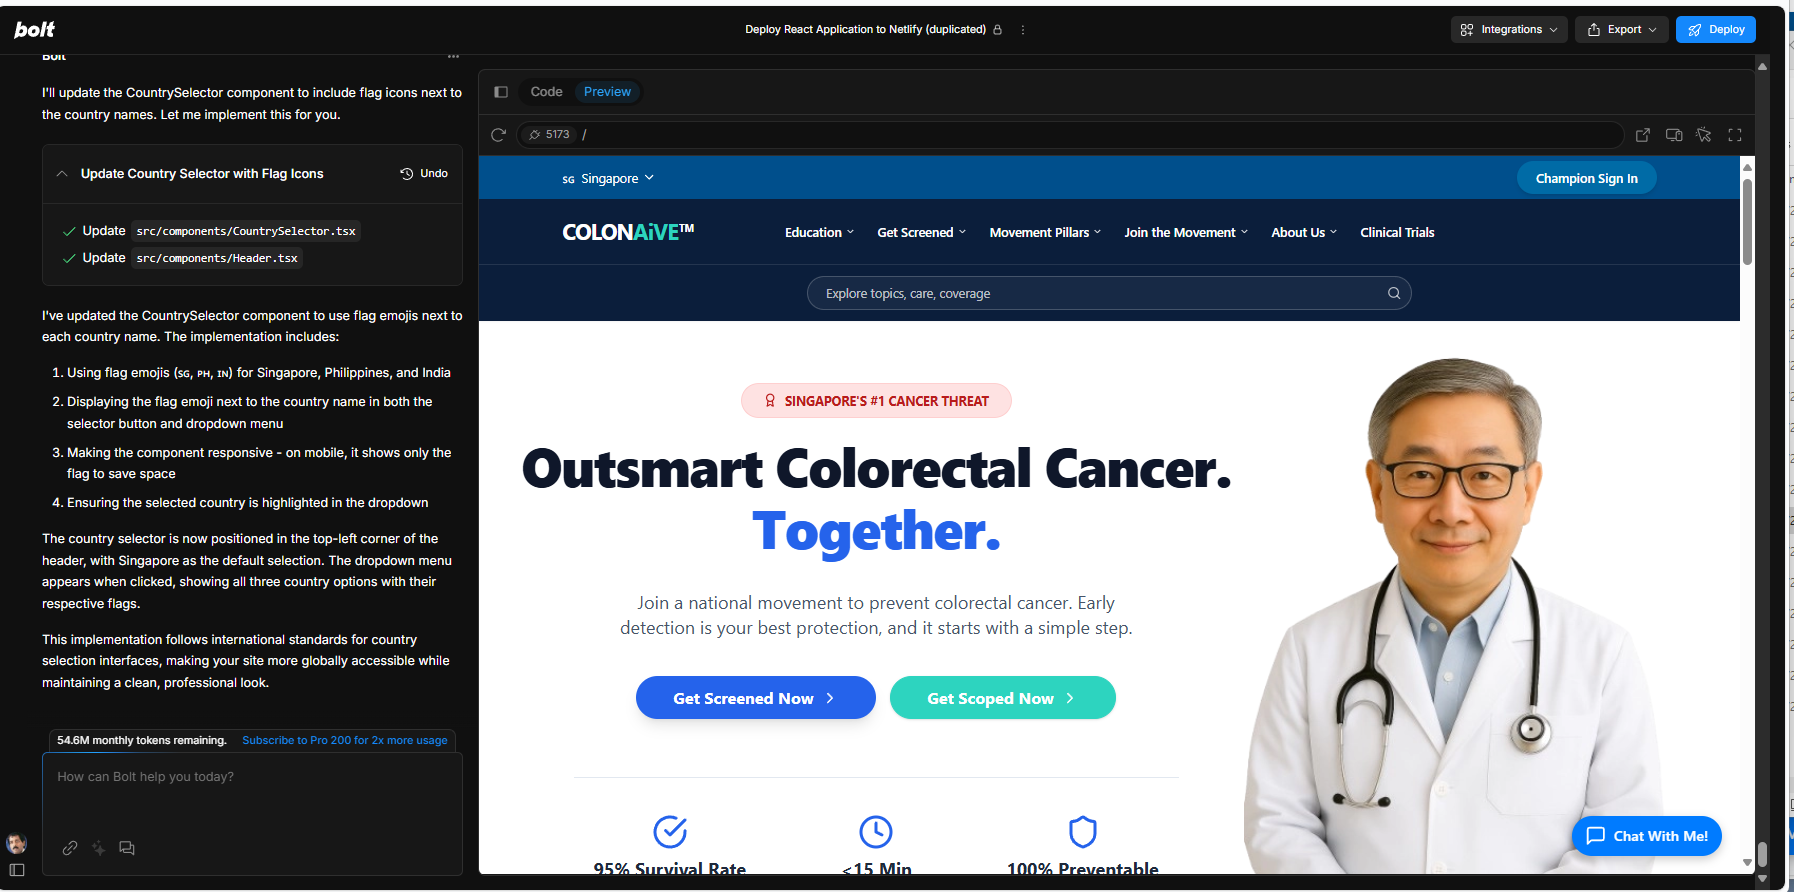 bolt
Deploy React Application to Netlify (duplicated)
Integrations
Export
Deploy
Bolt
I'll update the CountrySelector component to include flag icons next to
the country names. Let me implement this for you.
Update Country Selector with Flag Icons
Undo
Update src/components/CountrySelector.tsx
Update src/components/Header.tsx
I've updated the CountrySelector component to use flag emojis next to
each country name. The implementation includes:
1. Using flag emojis (SG, PH, IN) for Singapore, Philippines, and India
2. Displaying the flag emoji next to the country name in both the
selector button and dropdown menu
3. Making the component responsive - on mobile, it shows only the
flag to save space
4. Ensuring the selected country is highlighted in the dropdown
The country selector is now positioned in the top-left corner of the
header, with Singapore as the default selection. The dropdown menu
appears when clicked, showing all three country options with their
respective flags.
This implementation follows international standards for country
selection interfaces, making your site more globally accessible while
maintaining a clean, professional look.
54.6M monthly tokens remaining. Subscribe to Pro 200 for 2x more usage
How can Bolt help you today?
Code
Preview
5173 /
SG Singapore
Champion Sign In
COLONAiVE™
Education
Get Screened
Movement Pillars
Join the Movement
About Us
Clinical Trials
Explore topics, care, coverage
SINGAPORE'S #1 CANCER THREAT
Outsmart Colorectal Cancer.
Together.
Join a national movement to prevent colorectal cancer. Early
detection is your best protection, and it starts with a simple step.
Get Screened Now
Get Scoped Now
95% Survival Rate
<15 Min
100% Preventable
Chat With Me!